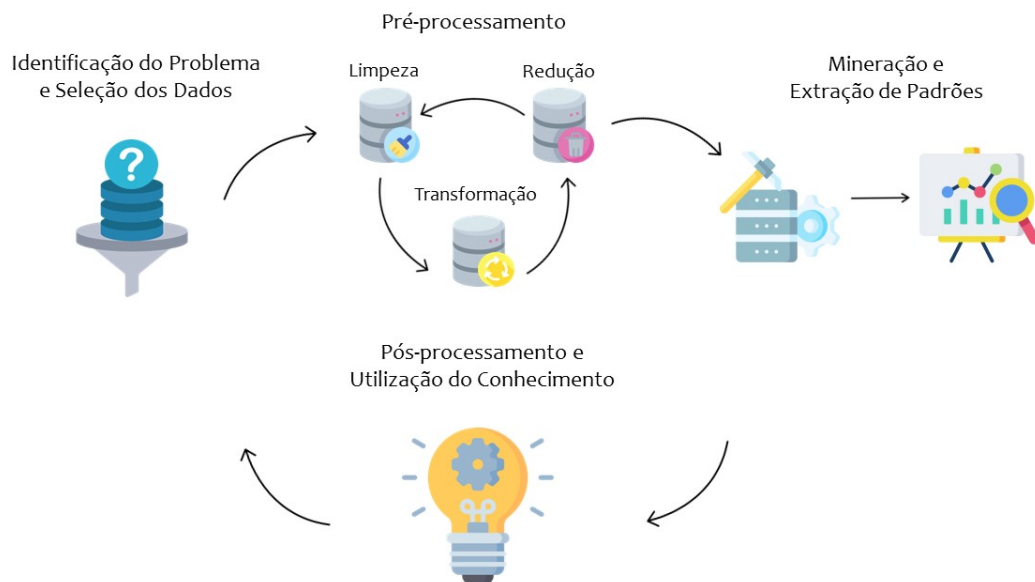 Pré-processamento
Identificação do Problema
e Seleção dos Dados
Limpeza
Redução
Transformação
Mineração e
Extração de Padrões
Pós-processamento e
Utilização do Conhecimento
?